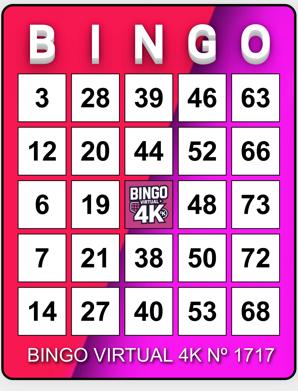 B I N G O
3 28 39 46 63
12 20 44 52 66
6 19 BINGO VIRTUAL 4K 48 73
7 21 38 50 72
14 27 40 53 68
BINGO VIRTUAL 4K Nº 1717